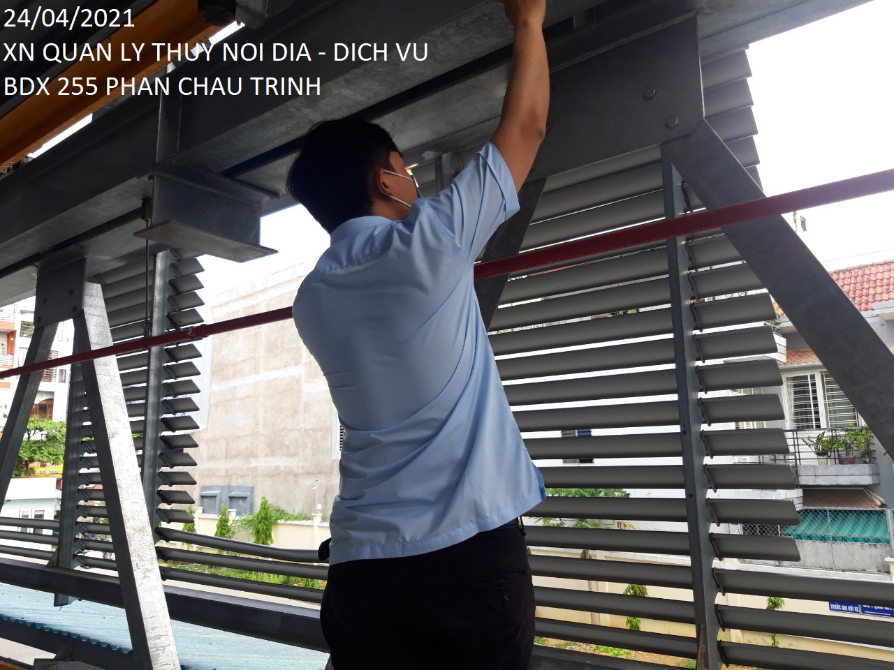 24/04/2021
XN QUAN LY THUY NOI DIA - DICH VU
BDX 255 PHAN CHAU TRINH